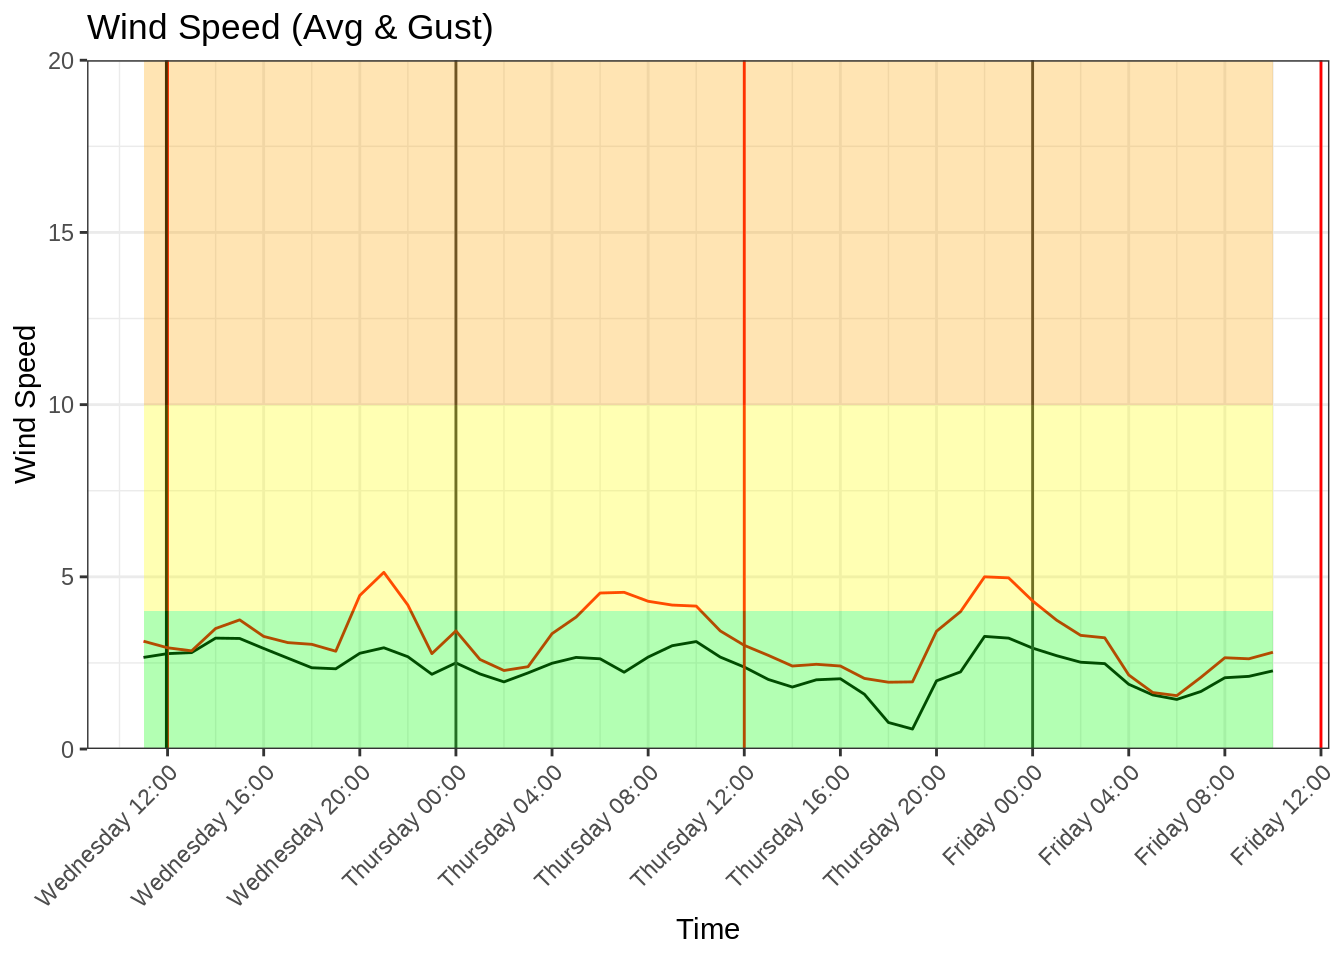 Wind Speed (Avg & Gust)
20
15
10
5
0
Wind Speed
Wednesday 12:00
Wednesday 16:00
Wednesday 20:00
Thursday 00:00
Thursday 04:00
Thursday 08:00
Thursday 12:00
Thursday 16:00
Thursday 20:00
Friday 00:00
Friday 04:00
Friday 08:00
Friday 12:00
Time